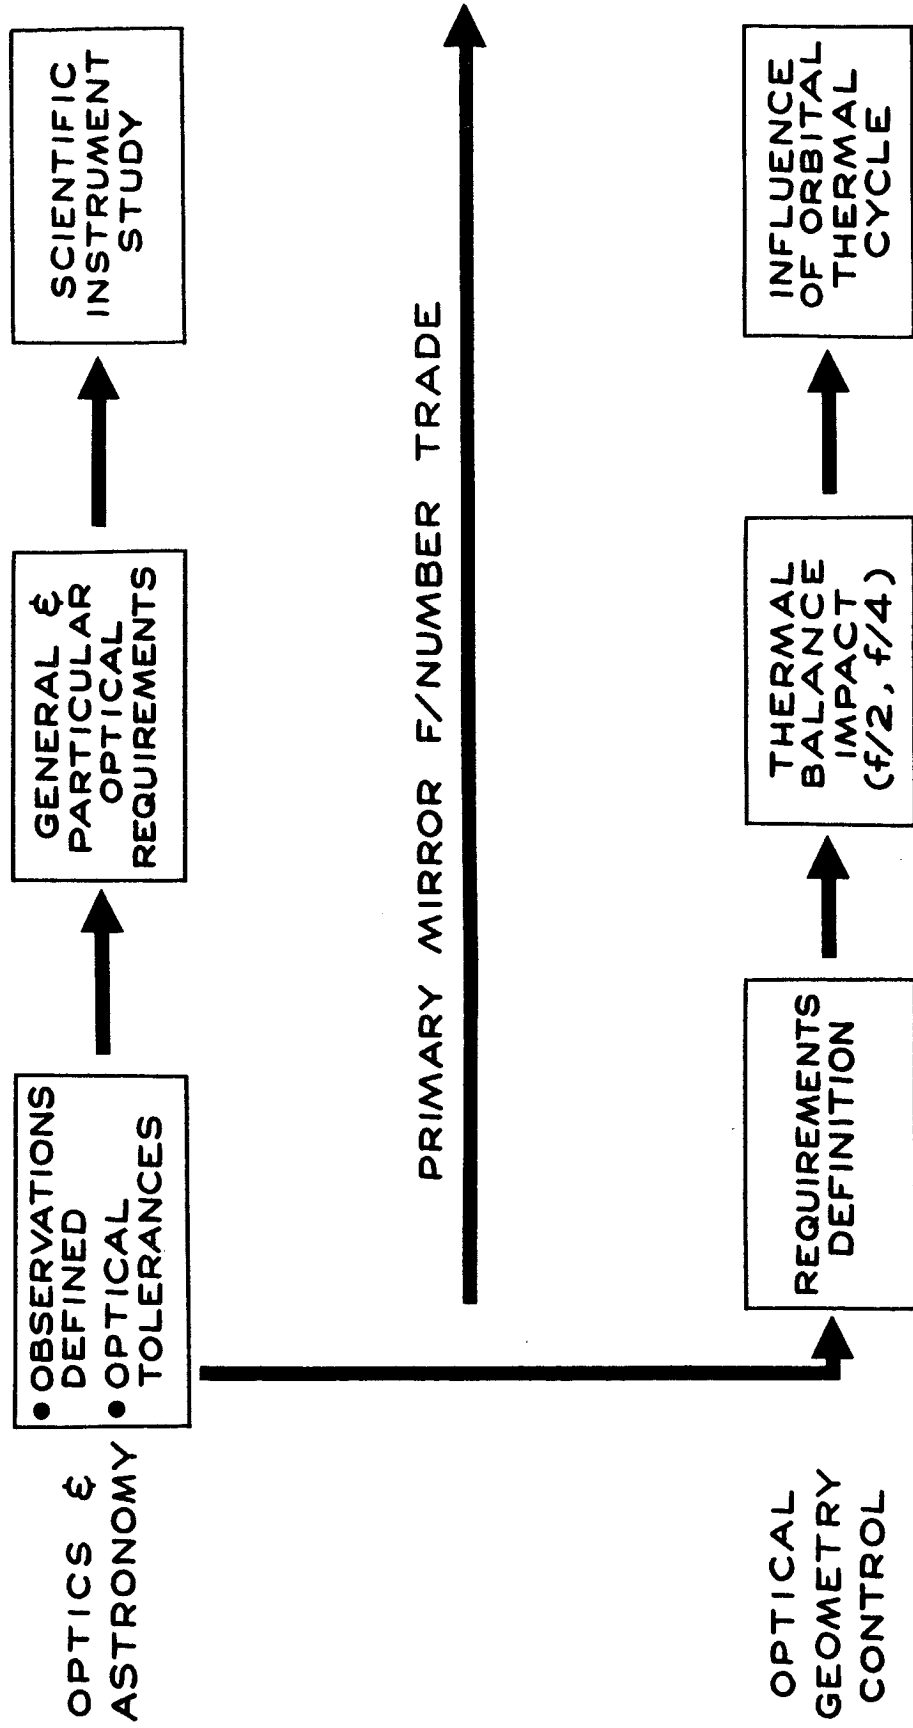 OPTICS &
ASTRONOMY
● OBSERVATIONS
DEFINED
● OPTICAL
TOLERANCES
GENERAL &
PARTICULAR
OPTICAL
REQUIREMENTS
SCIENTIFIC
INSTRUMENT
STUDY
PRIMARY MIRROR F/NUMBER TRADE
OPTICAL
GEOMETRY
CONTROL
REQUIREMENTS
DEFINITION
THERMAL
BALANCE
IMPACT
(f/2, f/4)
INFLUENCE
OF ORBITAL
THERMAL
CYCLE